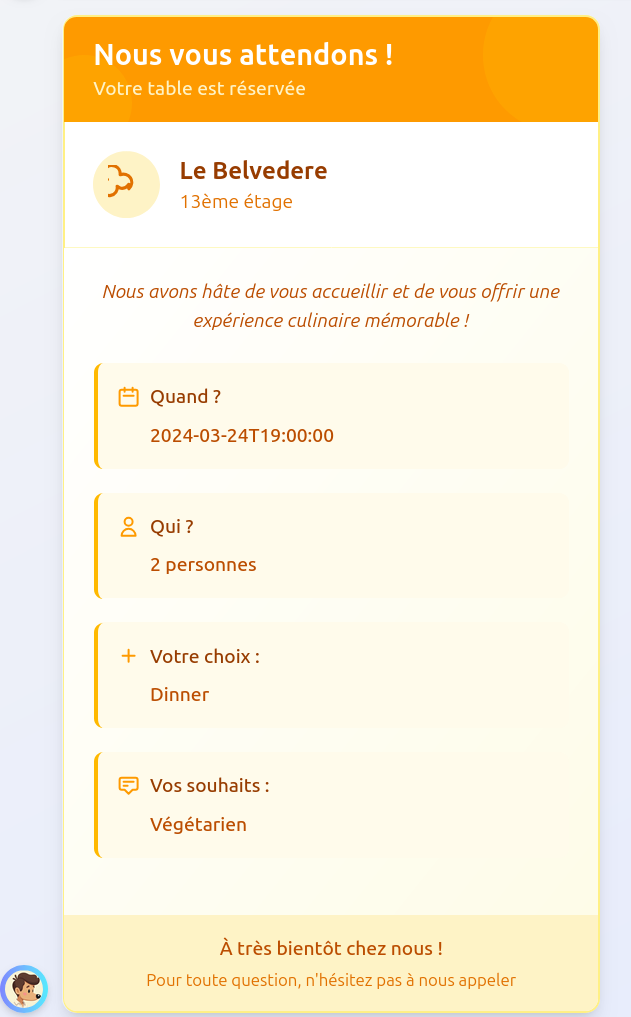 Nous vous attendons !
Votre table est réservée
Le Belvedere
13ème étage
Nous avons hâte de vous accueillir et de vous offrir une
expérience culinaire mémorable !
Quand ?
2024-03-24T19:00:00
Qui ?
2 personnes
Votre choix :
Dinner
Vos souhaits :
Végétarien
À très bientôt chez nous !
Pour toute question, n'hésitez pas à nous appeler